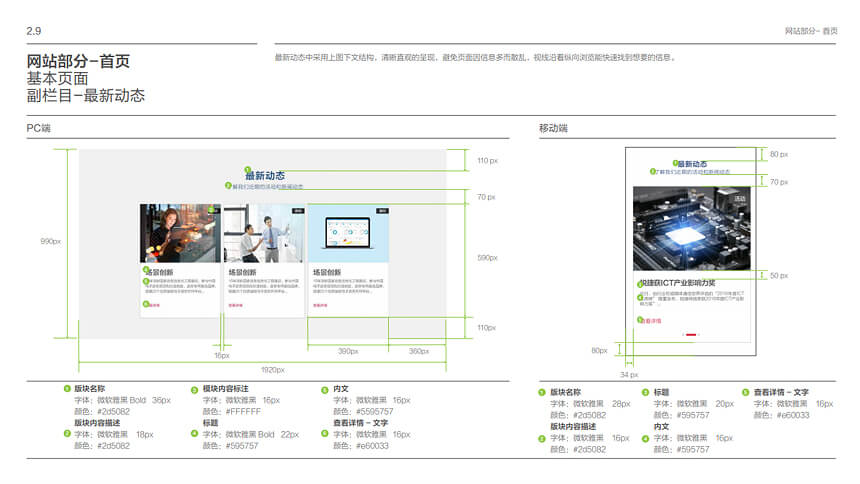 2.9
网站部分- 首页
网站部分-首页
基本页面
副栏目-最新动态
最新动态中采用上图下文结构，清晰直观的呈现，避免页面因信息多而散乱，视线沿着纵向浏览能快速找到想要的信息。
PC端
移动端
990px
最新动态
了解我们近期的活动和新闻动态
场景创新
场景创新
场景创新
查看详情
查看详情
查看详情
110 px
70 px
590px
110px
16px
390px
360px
1920px
最新动态
了解我们近期的活动和新闻动态
活动
锐捷获ICT产业影响力奖
查看详情
80 px
70 px
50 px
80px
34 px
1 版块名称
字体：微软雅黑 Bold 36px
颜色：#2d5082
2 版块内容描述
字体：微软雅黑 18px
颜色：#2d5082
3 模块内容标注
字体：微软雅黑 16px
颜色：#FFFFFF
4 标题
字体：微软雅黑 Bold 22px
颜色：#595757
5 内文
字体：微软雅黑 16px
颜色：#5595757
6 查看详情 - 文字
字体：微软雅黑 16px
颜色：#e60033
1 版块名称
字体：微软雅黑 28px
颜色：#2d5082
2 版块内容描述
字体：微软雅黑 16px
颜色：#2d5082
3 标题
字体：微软雅黑 20px
颜色：#595757
4 内文
字体：微软雅黑 16px
颜色：#595757
5 查看详情 - 文字
字体：微软雅黑 16px
颜色：#e60033